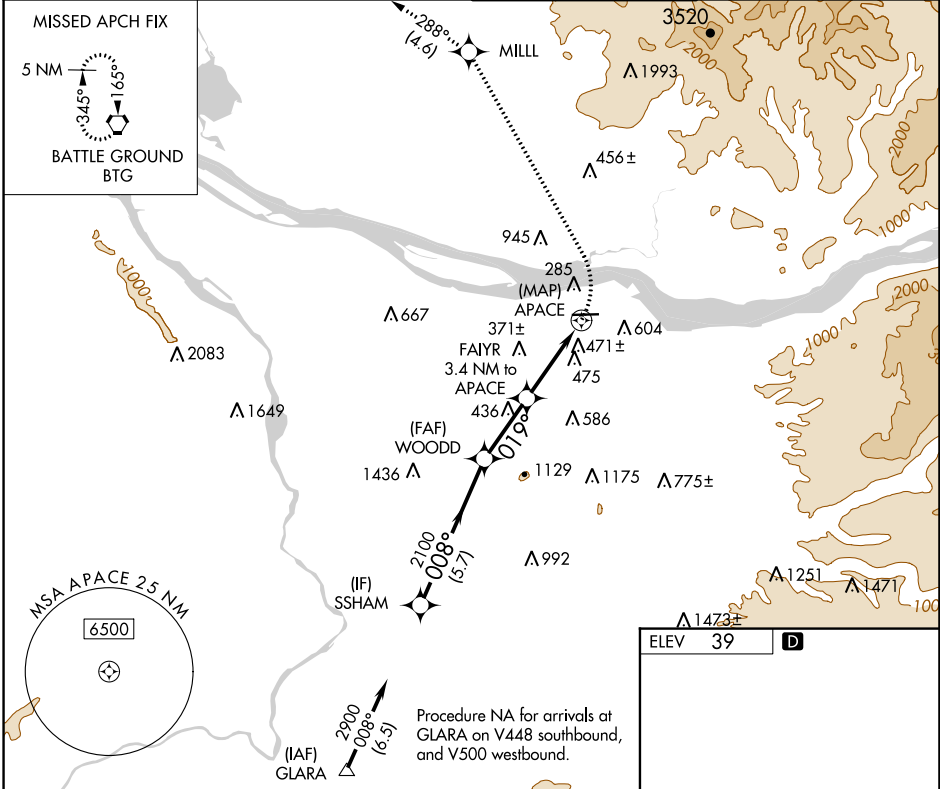 MISSED APCH FIX
5 NM
345°
165°
BATTLE GROUND
BTG
288°
(4.6)
MILLL
3520
2000
1993
2000
456±
1000
945
285
(MAP)
APACE
2000
1000
667
371±
604
471±
FAIYR
3.4 NM to
APACE
475
1000
2083
1649
436
586
(FAF)
WOODD
019°
1436
1129
1175
775±
2100
008°
(5.7)
992
(IF)
SSHAM
1251
1471
100
1473±
MSA APACE 25 NM
6500
ELEV 39
D
2900
008°
(6.5)
(IAF)
GLARA
Procedure NA for arrivals at
GLARA on V448 southbound,
and V500 westbound.